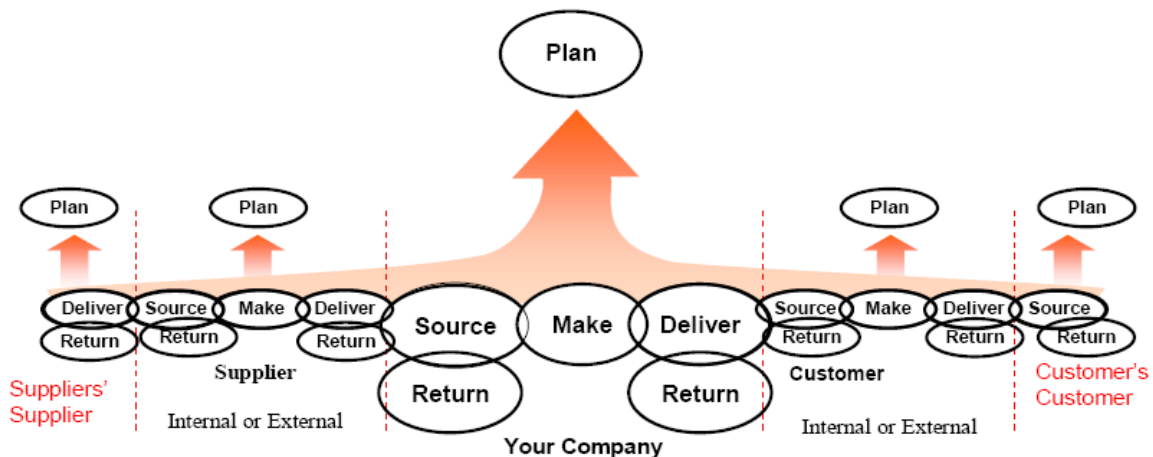 Plan
Plan
Plan
Plan
Plan
Deliver
Source
Make
Deliver
Source
Make
Deliver
Source
Make
Deliver
Source
Return
Return
Return
Return
Return
Return
Return
Return
Suppliers'
Supplier
Supplier
Internal or External
Your Company
Customer
Internal or External
Customer's
Customer